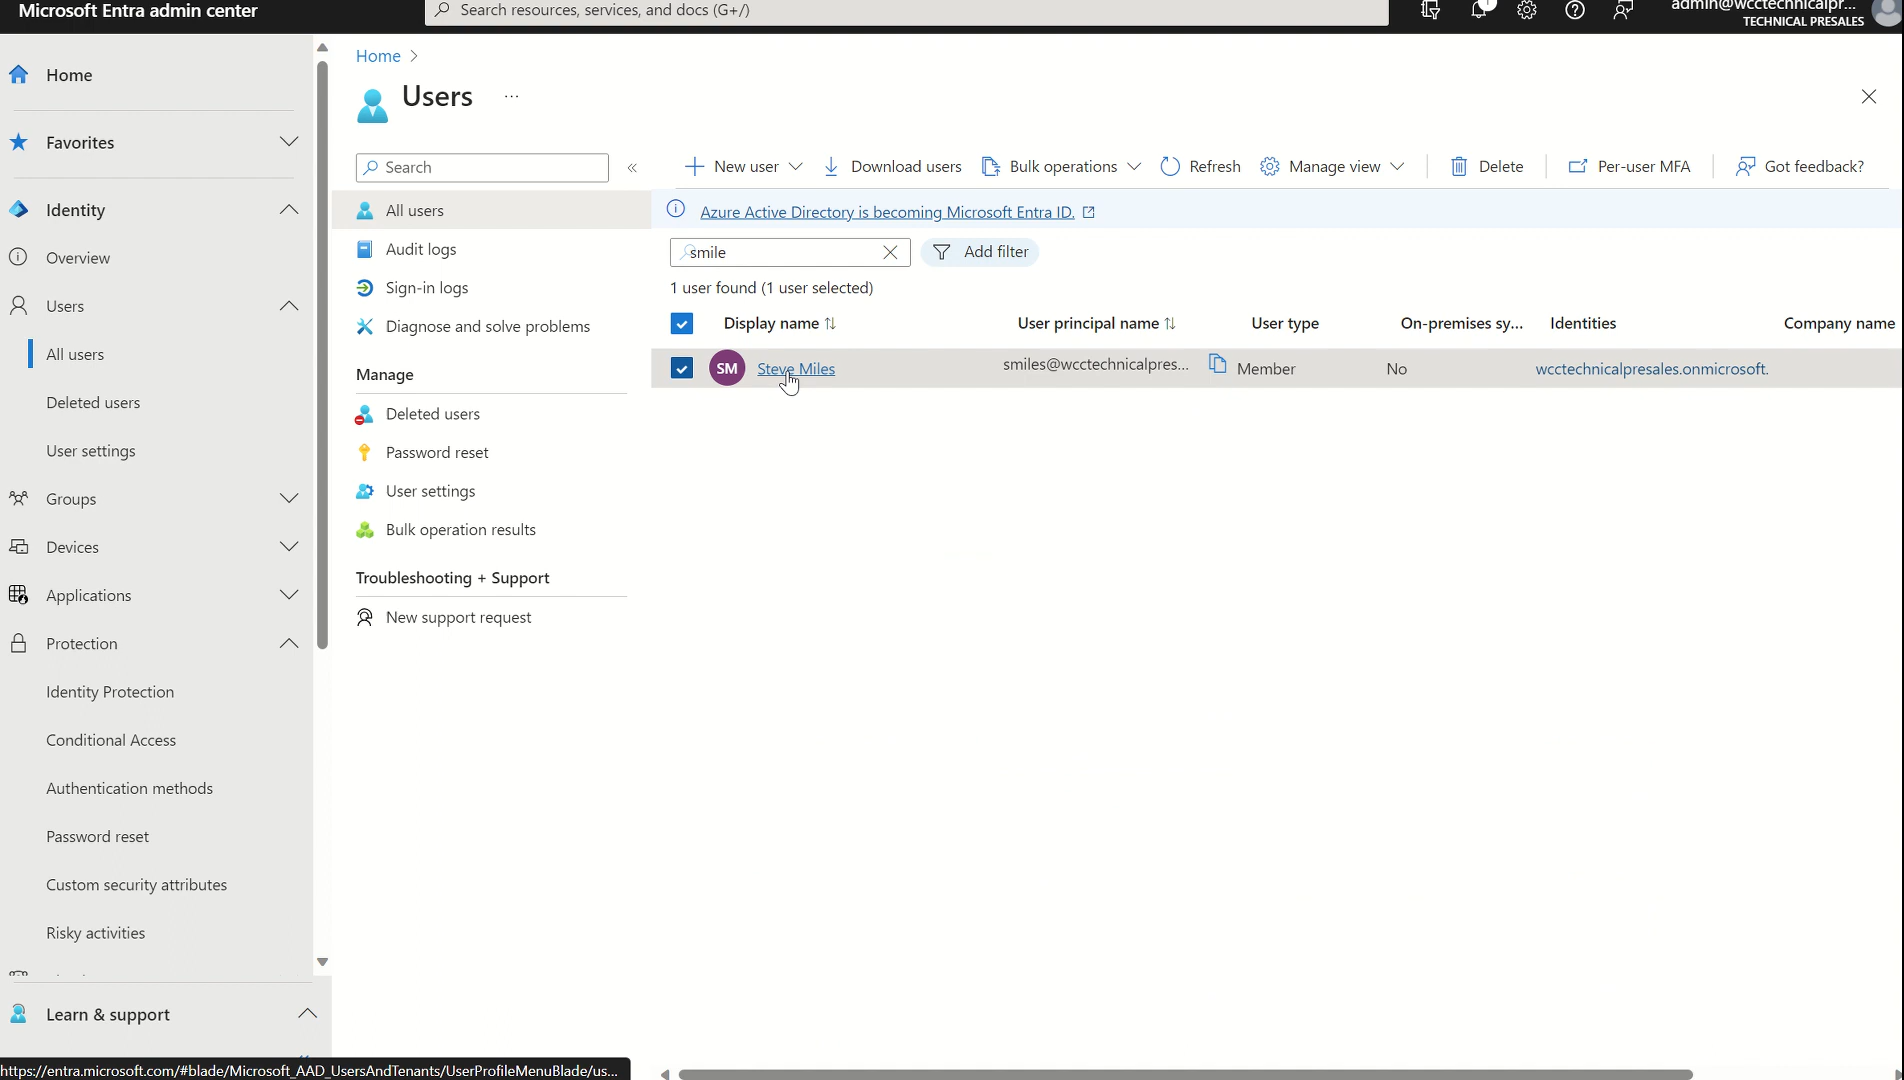 Microsoft Entra admin center
Search resources, services, and docs (G+/)
admin@wcctechnicalpr...
TECHNICAL PRESALES
Home
Favorites
Identity
Overview
Users
All users
Deleted users
User settings
Groups
Devices
Applications
Protection
Identity Protection
Conditional Access
Authentication methods
Password reset
Custom security attributes
Risky activities
Learn & support
https://entra.microsoft.com/#blade/Microsoft_AAD_UsersAndTenants/UserProfileMenuBlade/us...
Home >
Users ...
Search
All users
Audit logs
Sign-in logs
Diagnose and solve problems
Manage
Deleted users
Password reset
User settings
Bulk operation results
Troubleshooting + Support
New support request
New user Download users Bulk operations Refresh Manage view Delete Per-user MFA Got feedback?
Azure Active Directory is becoming Microsoft Entra ID.
smile Add filter
1 user found (1 user selected)
Display name User principal name User type On-premises sy... Identities Company name
SM Steve Miles smiles@wcctechnicalpres... Member No wcctechnicalpresales.onmicrosoft.